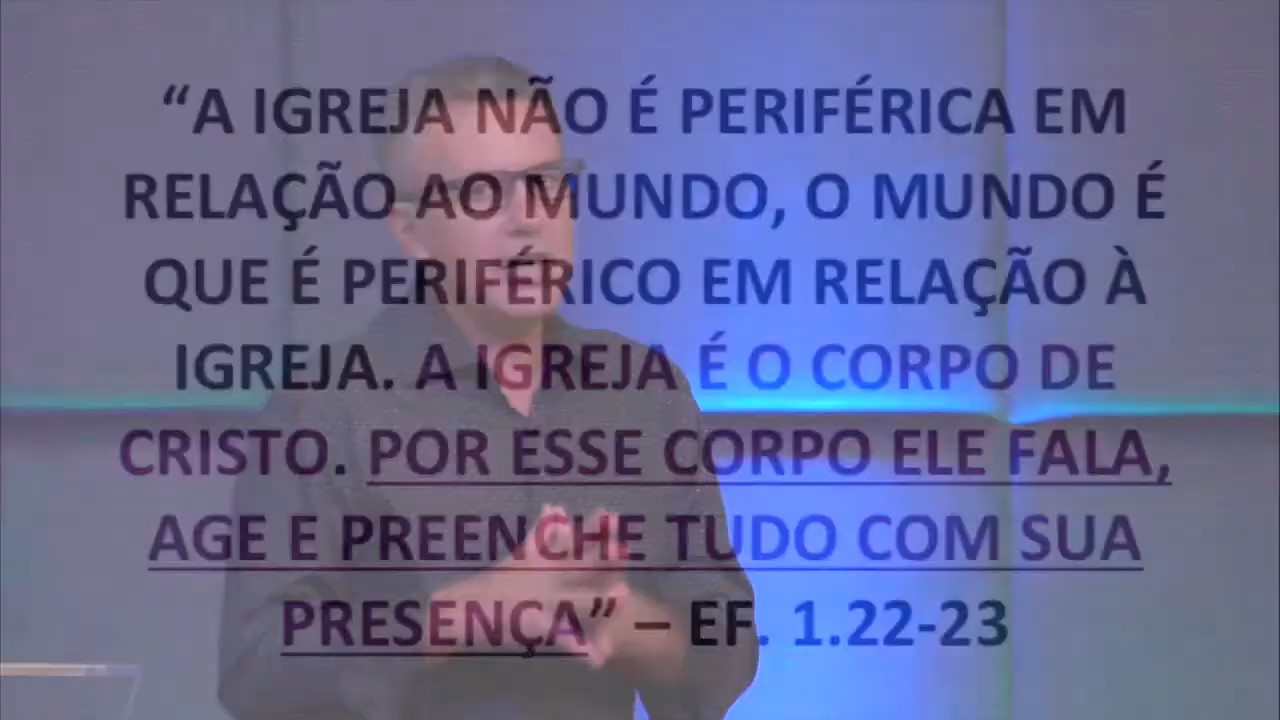 “A IGREJA NÃO É PERIFÉRICA EM
RELAÇÃO AO MUNDO, O MUNDO É
QUE É PERIFÉRICO EM RELAÇÃO À
IGREJA. A IGREJA É O CORPO DE
CRISTO. POR ESSE CORPO ELE FALA,
AGE E PREENCHE TUDO COM SUA
PRESENÇA” – EF. 1.22-23